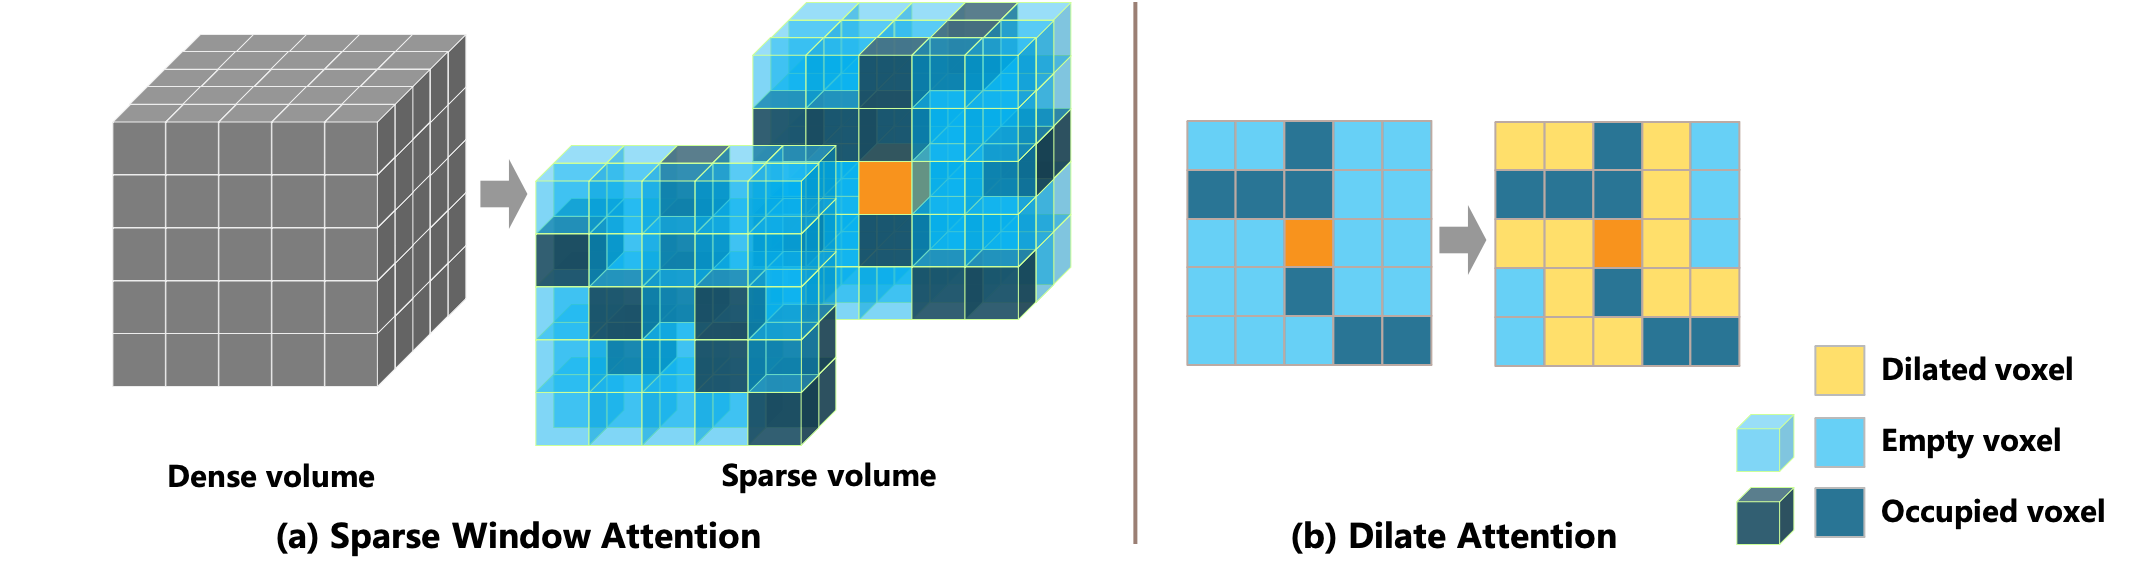 Dense volume
Sparse volume
(a) Sparse Window Attention
(b) Dilate Attention
Dilated voxel
Empty voxel
Occupied voxel